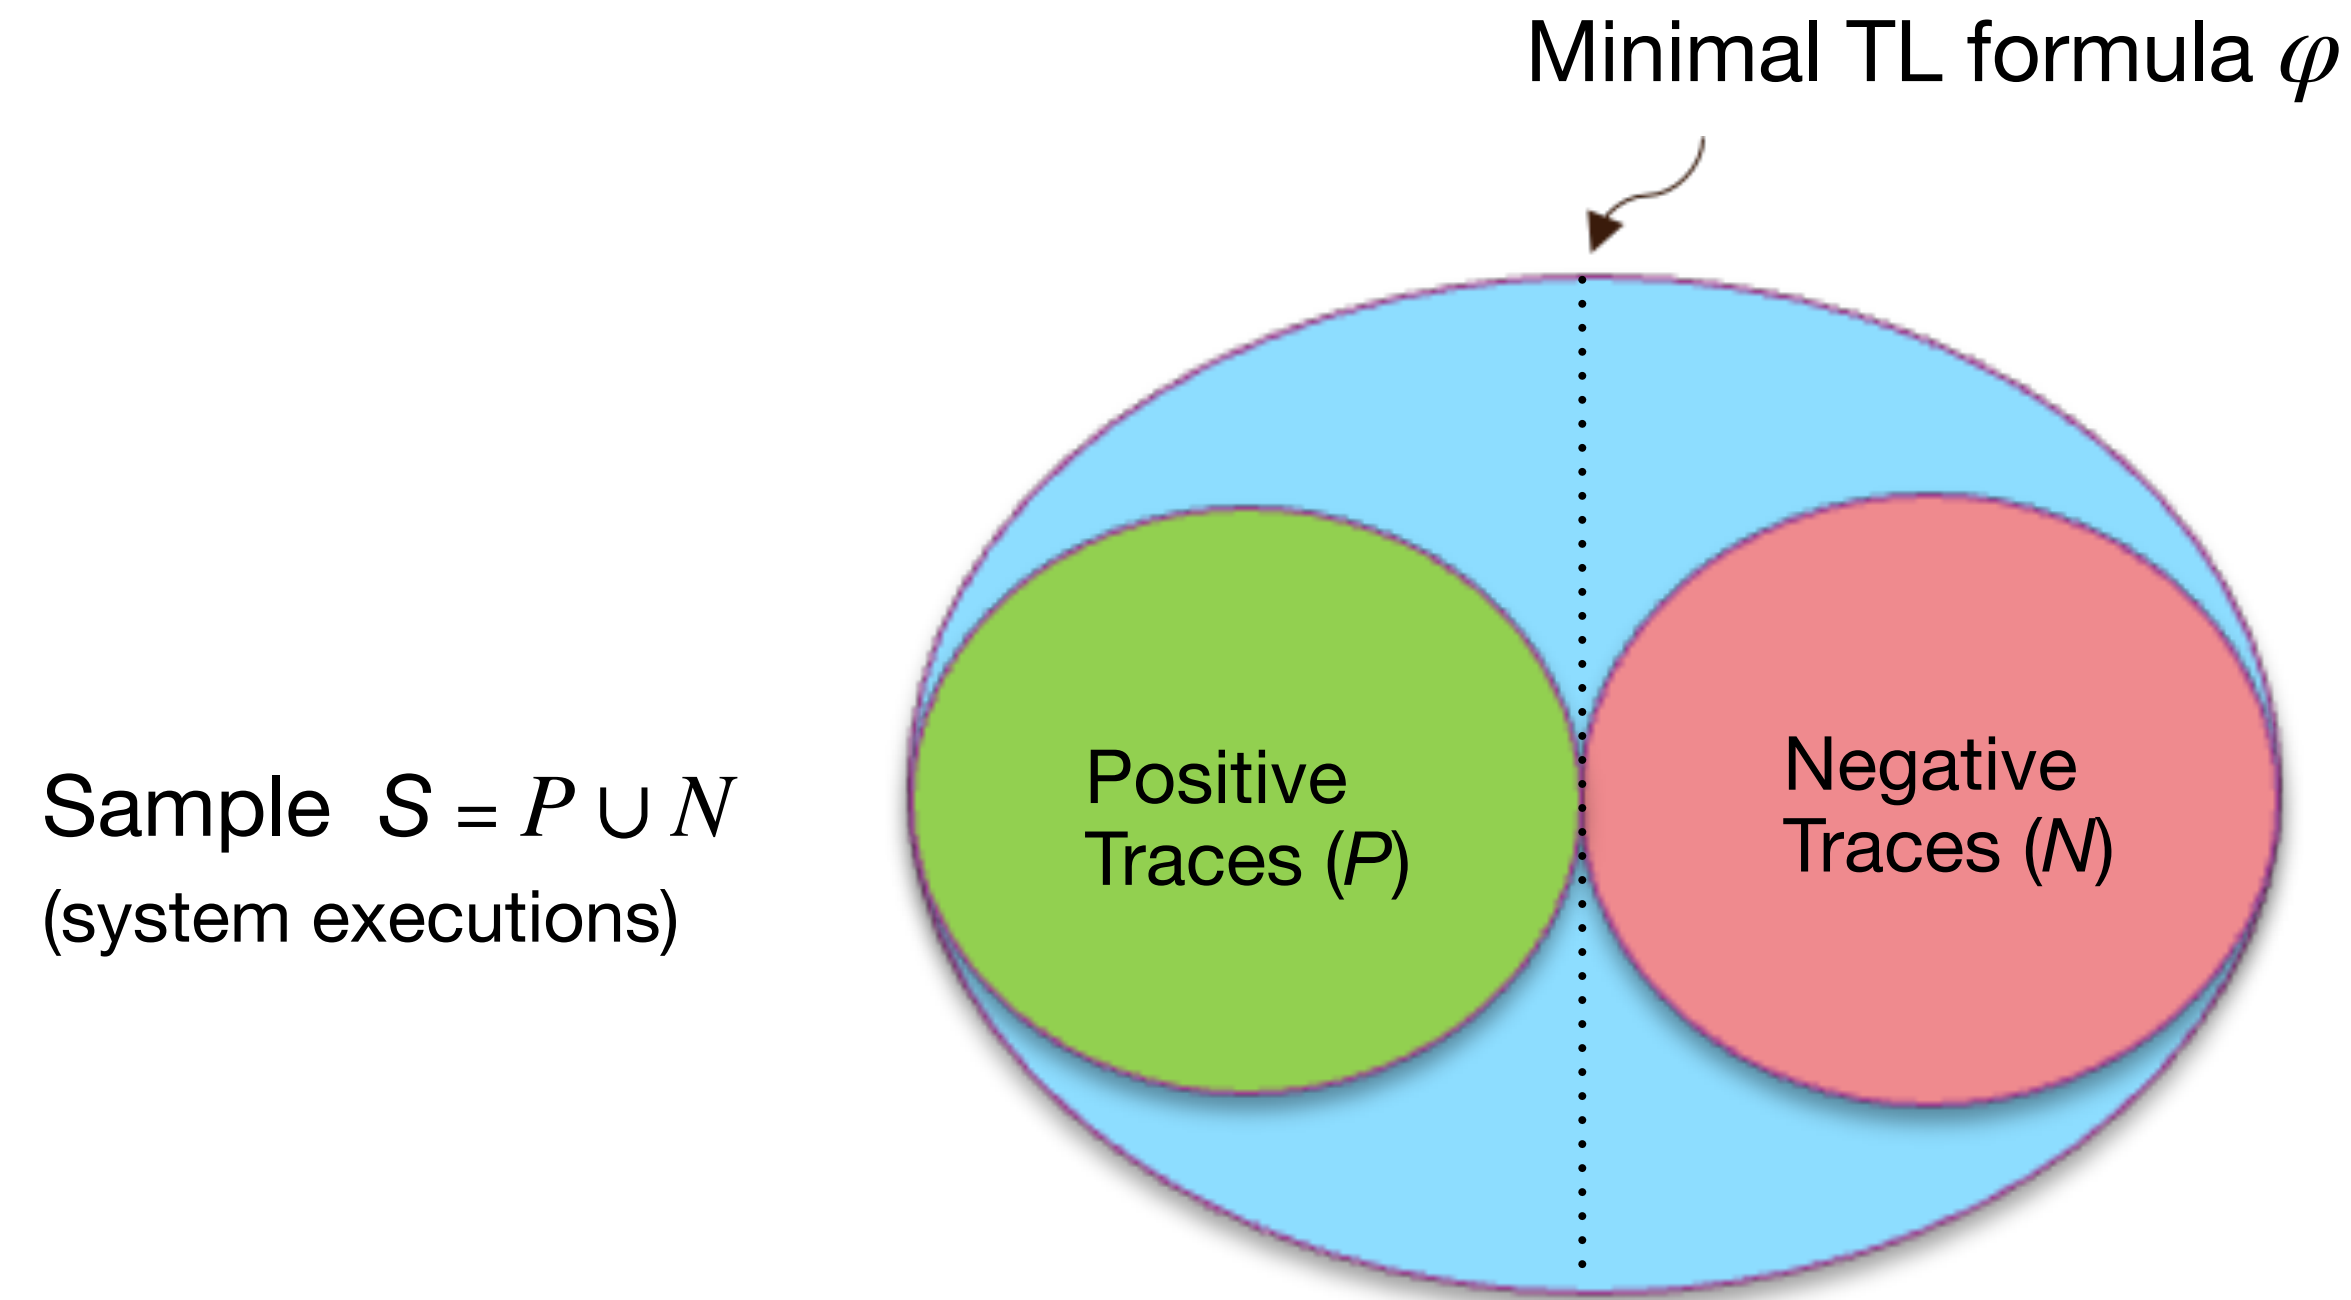 Minimal TL formula φ
Positive
Traces (P)
Negative
Traces (N)
Sample S = P ∪ N
(system executions)